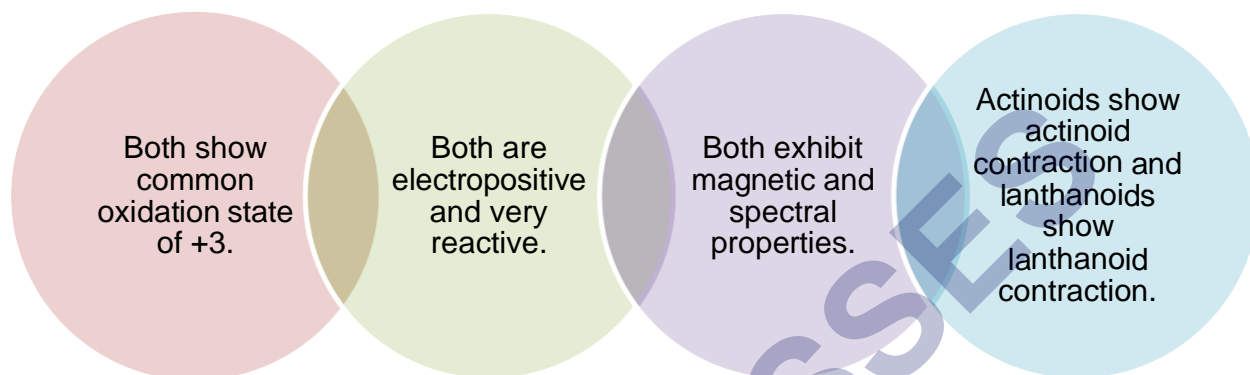 Both show
common
oxidation state
of +3.
Both are
electropositive
and very
reactive.
Both exhibit
magnetic and
spectral
properties.
Actinoids show
actinoid
contraction and
lanthanoids
show
lanthanoid
contraction.
SSES